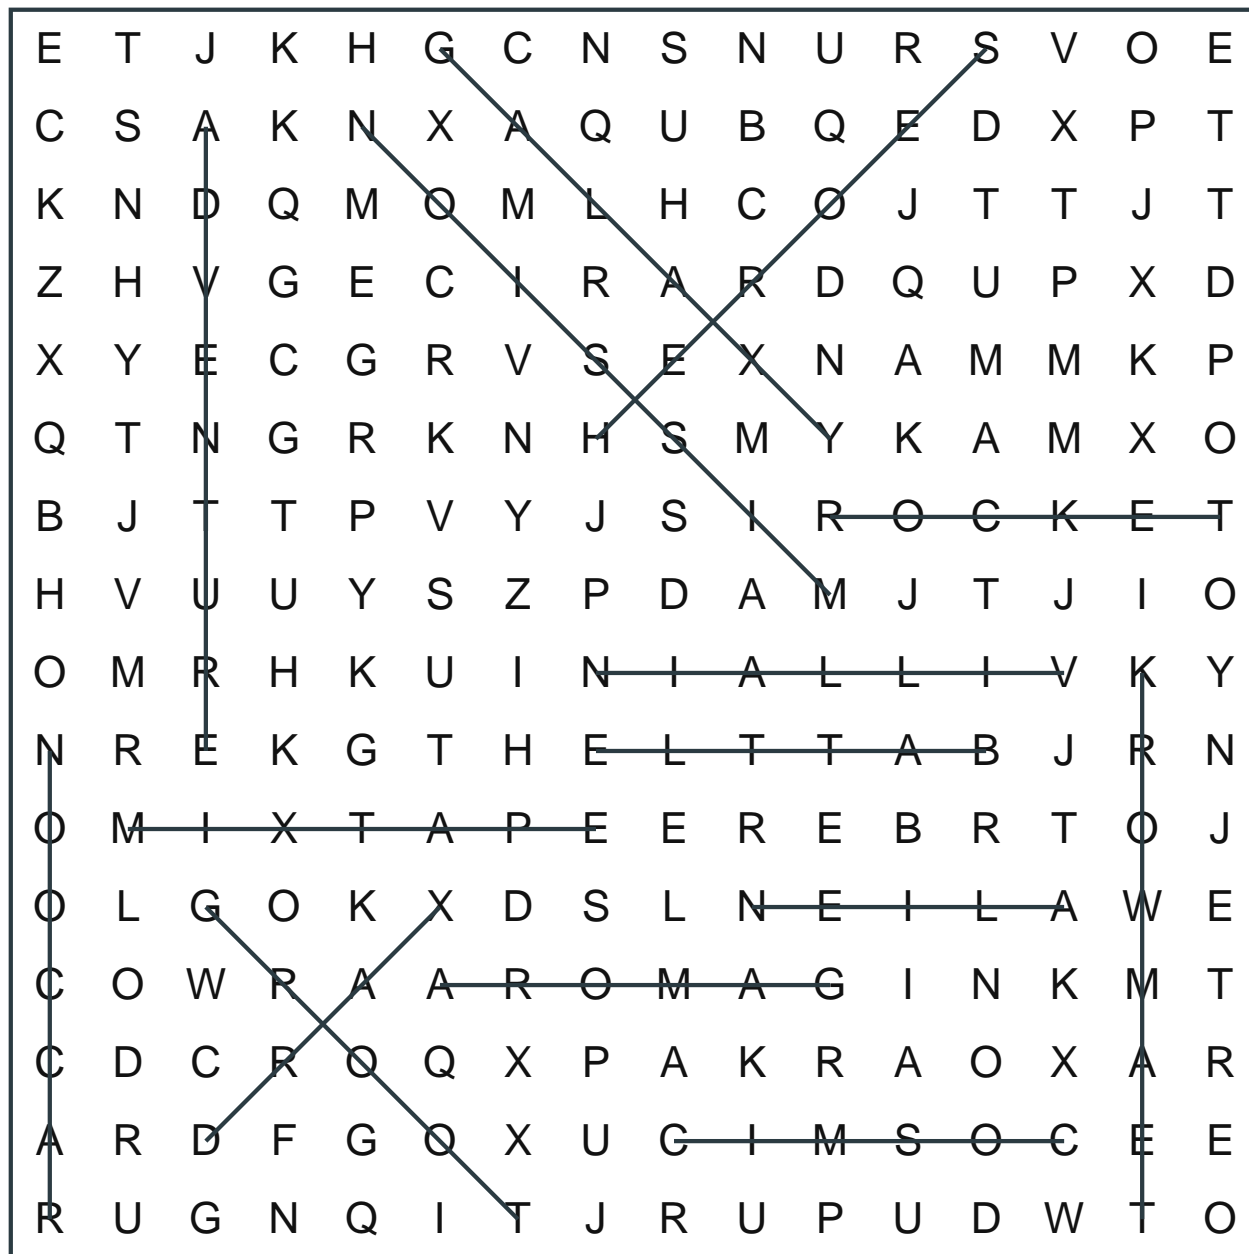 E T J K H G C N S N U R S V O E
C S A K N X A Q U B Q E D X P T
K N D Q M O M L H C O J T T J T
Z H V G E C I R A R D Q U P X D
X Y E C G R V S E X N A M M K P
Q T N G R K N H S M Y K A M X O
B J T T P V Y J S I R O C K E T
H V U U Y S Z P D A M J T J I O
O M R H K U I N I A L L I V K Y
N R E K G T H E L T T A B J R N
O M I X T A P E E R E B R T O J
O L G O K X D S L N E I L A W E
C O W R A A R O M A G I N K M T
C D C R O Q X P A K R A O X A R
A R D F G O X U C I M S O C E E
R U G N Q I T J R U P U D W T O